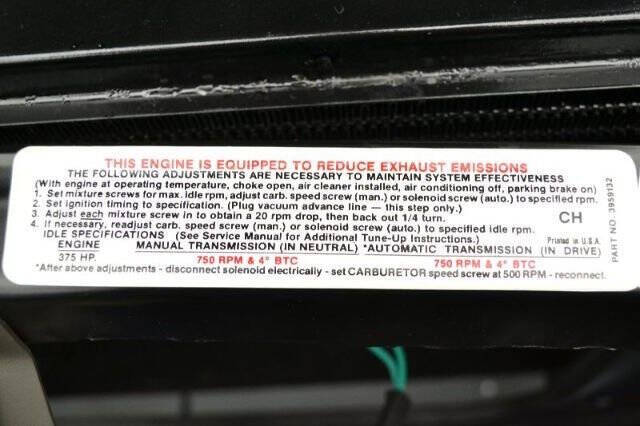 THIS ENGINE IS EQUIPPED TO REDUCE EXHAUST EMISSIONS
THE FOLLOWING ADJUSTMENTS ARE NECESSARY TO MAINTAIN SYSTEM EFFECTIVENESS
(With engine at operating temperature, choke open, air cleaner installed, air conditioning off, parking brake on)
1. Set mixture screws for max. idle rpm, adjust carb. speed screw (man.) or solenoid screw (auto.) to specified rpm.
2. Set ignition timing to specification. (Plug vacuum advance line — this step only.)
3. Adjust each mixture screw in to obtain a 20 rpm drop, then back out 1/4 turn.
4. If necessary, readjust carb. speed screw (man.) or solenoid screw (auto.) to specified idle rpm.
CH
IDLE SPECIFICATIONS (See Service Manual for Additional Tune-Up Instructions.)
Printed in U.S.A.
ENGINE MANUAL TRANSMISSION (IN NEUTRAL) *AUTOMATIC TRANSMISSION (IN DRIVE)
375 HP. 750 RPM & 4° BTC 750 RPM & 4° BTC
*After above adjustments - disconnect solenoid electrically - set CARBURETOR speed screw at 500 RPM - reconnect.
PART NO. 3959132